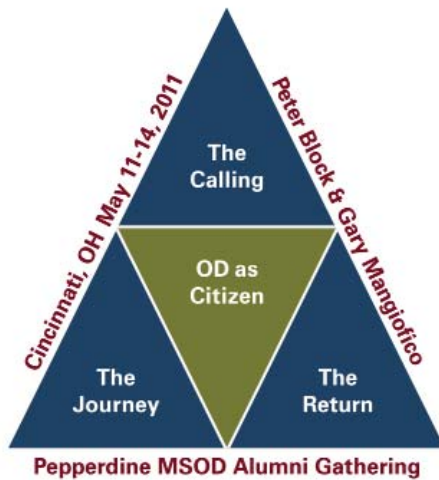 Cincinnati, OH May 11-14, 2011
Peter Block & Gary Mangiofico
The
Calling
OD as
Citizen
The
Journey
The
Return
Pepperdine MSOD Alumni Gathering